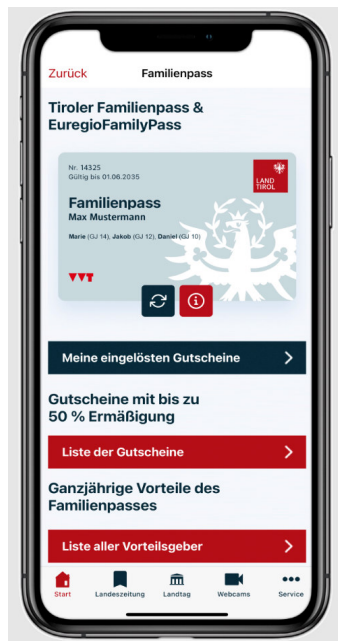 Zurück
Familienpass
Tiroler Familienpass &
EuregioFamilyPass
Nr. 14325
Gültig bis 01.06.2035
LAND
TIROL
Familienpass
Max Mustermann
Marie (GJ 14), Jakob (GJ 12), Daniel (GJ 10)
VVT
Meine eingelösten Gutscheine
Gutscheine mit bis zu
50 % Ermäßigung
Liste der Gutscheine
Ganzjährige Vorteile des
Familienpasses
Liste aller Vorteilsgeber
Start
Landeszeitung
Landtag
Webcams
Service